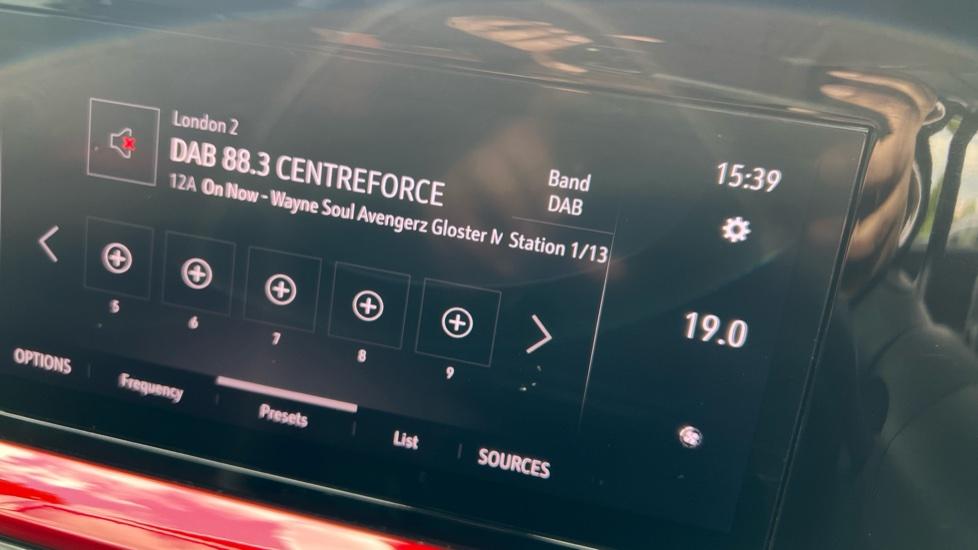 London 2
DAB 88.3 CENTREFORCE
12A On Now - Wayne Soul Avengerz Gloster
Station 1/13
Band
DAB
15:39
19.0
5 6 7 8 9
OPTIONS Frequency Presets List SOURCES